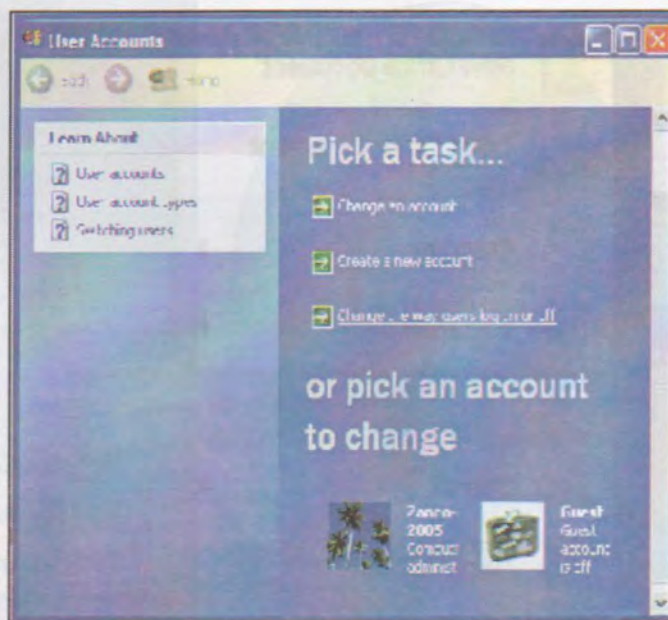 User Accounts
Back Home
Learn About
User accounts
User account types
Switching users
Pick a task...
Change an account
Create a new account
Change the way users log on or off
or pick an account
to change
2005
Guest
Guest
account
is off